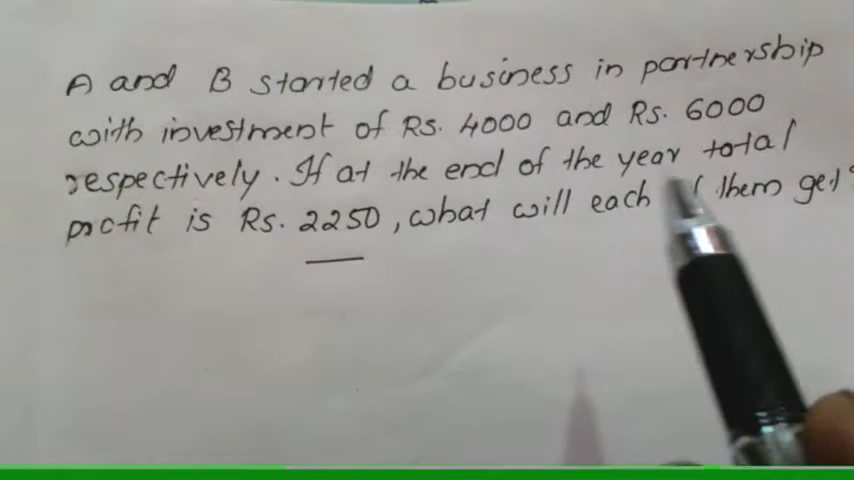 A and B started a business in partnership
with investment of Rs. 4000 and Rs. 6000
respectively. If at the end of the year total
profit is Rs. 2250, what will each them get?